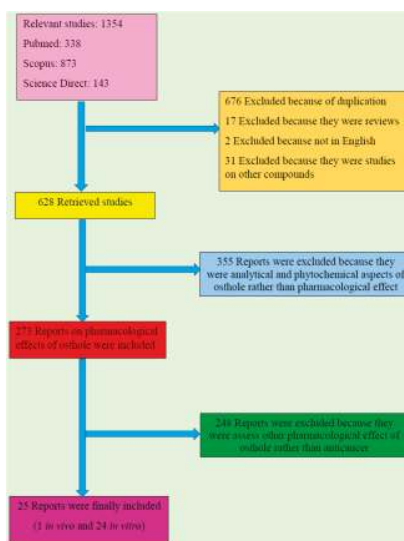 Relevant studies: 1354
Pubmed: 338
Scopus: 873
Science Direct: 143
676 Excluded because of duplication
17 Excluded because they were reviews
2 Excluded because not in English
31 Excluded because they were studies
on other compounds
628 Retrieved studies
355 Reports were excluded because they
were analytical and phytochemical aspects of
osthole rather than pharmacological effect
273 Reports on pharmacological
effects of osthole were included
248 Reports were excluded because they
were assess other pharmacological effect of
osthole rather than anticancer
25 Reports were finally included
(1 in vivo and 24 in vitro)